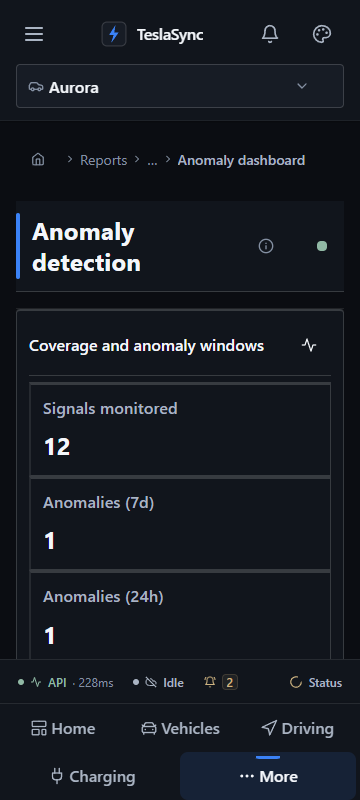 TeslaSync
Aurora
Reports
...
Anomaly dashboard
Anomaly
detection
Coverage and anomaly windows
Signals monitored
12
Anomalies (7d)
1
Anomalies (24h)
1
API · 228ms
Idle
2
Status
Home
Vehicles
Driving
Charging
More